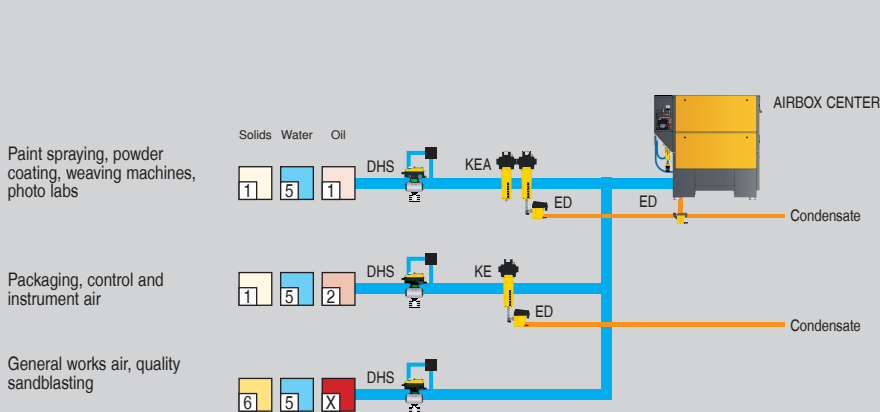 AIRBOX CENTER
Solids Water Oil
Paint spraying, powder
coating, weaving machines,
photo labs
1 5 1
DHS
KEA
ED
ED
Condensate
Packaging, control and
instrument air
1 5 2
DHS
KE
ED
Condensate
General works air, quality
sandblasting
6 5 X
DHS